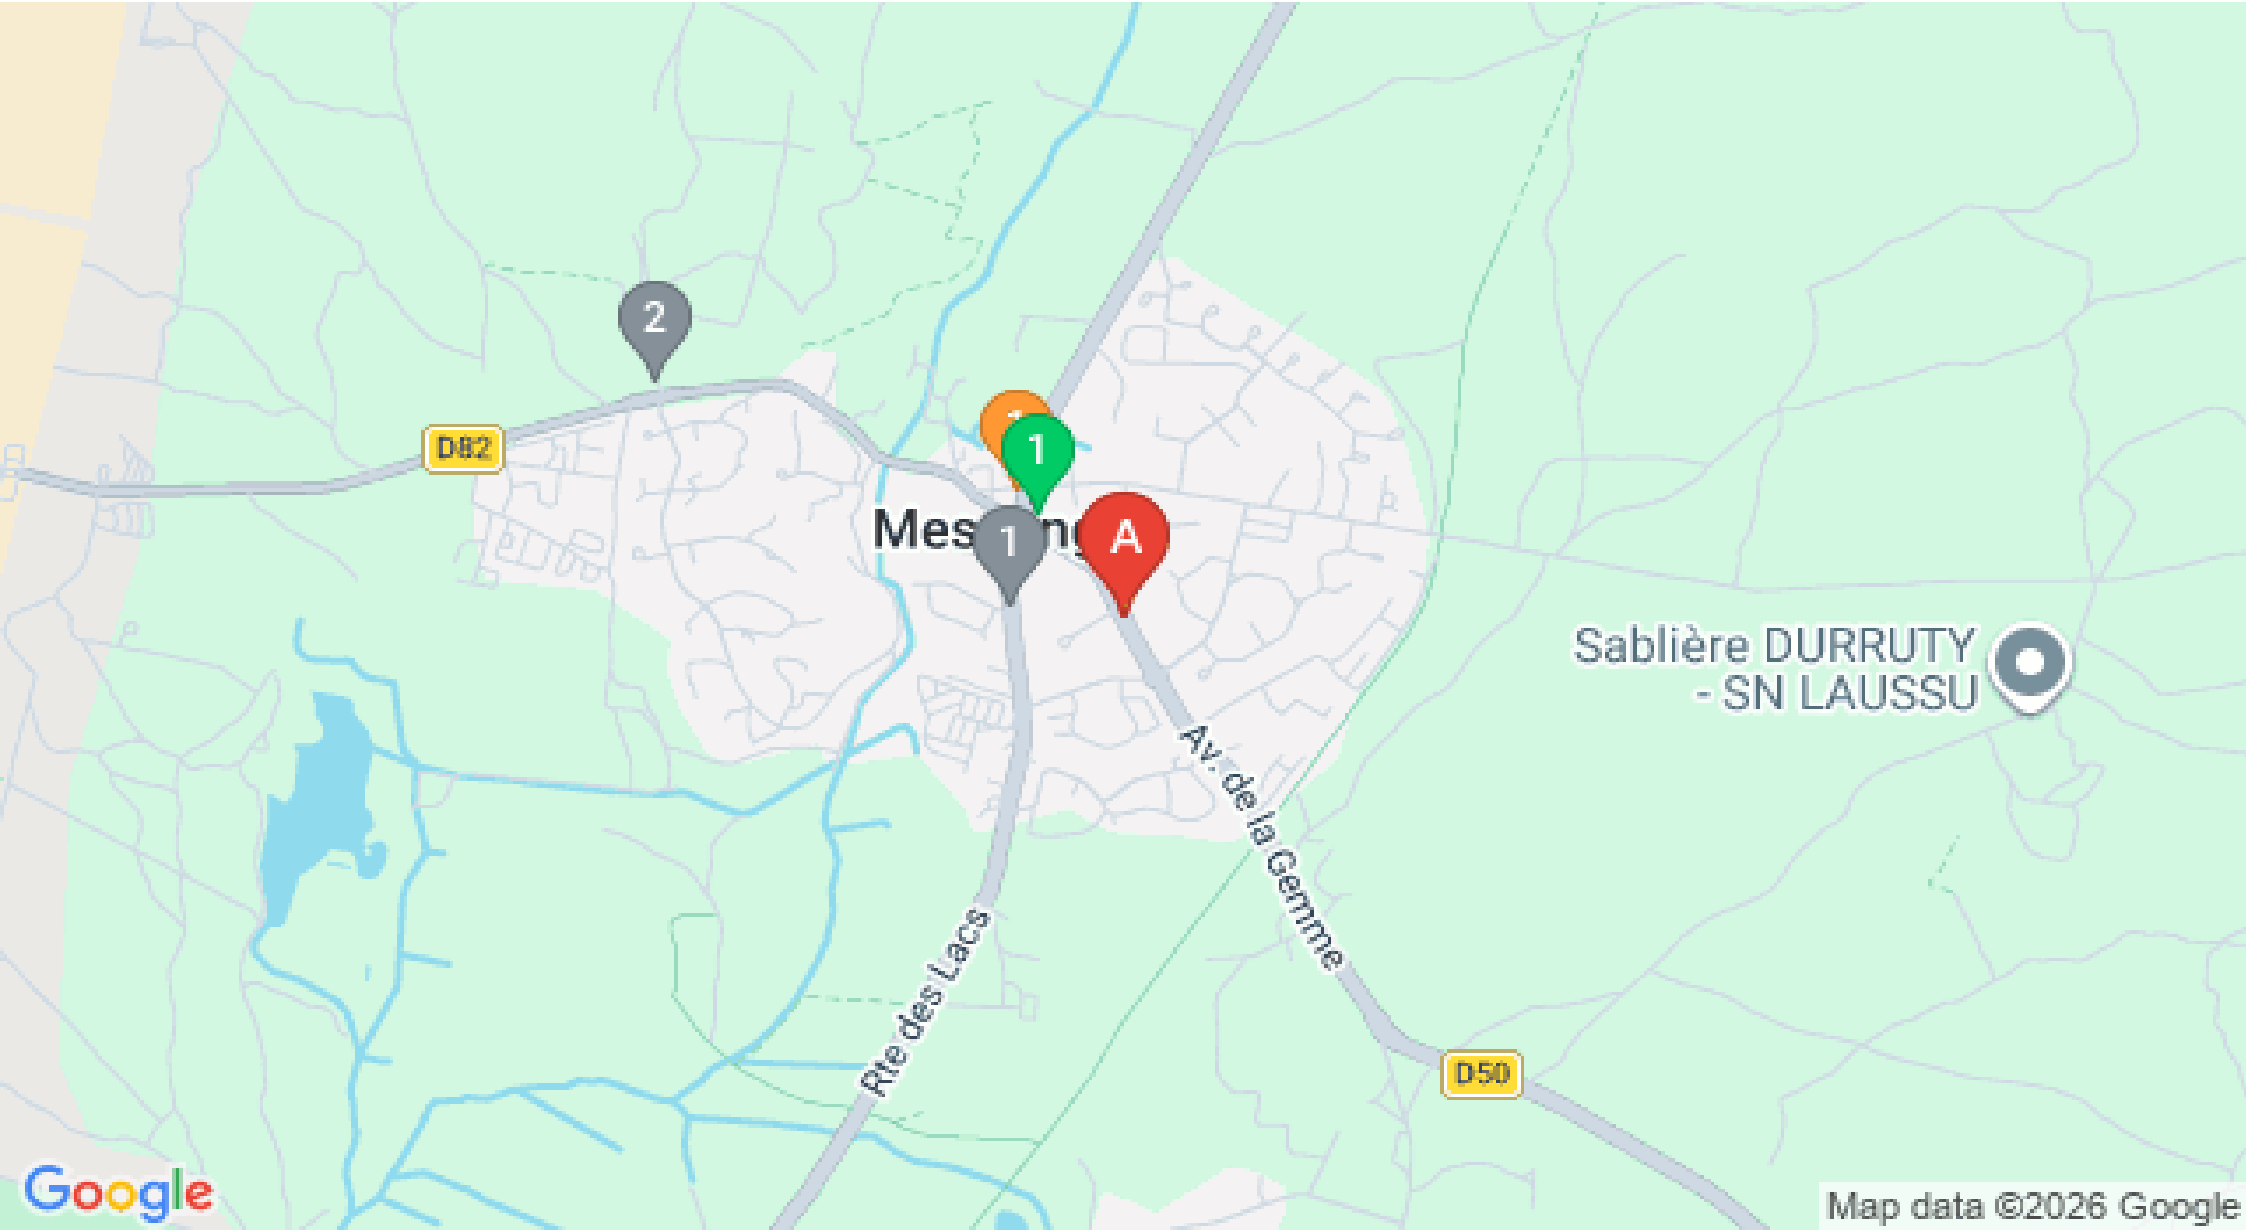 2
1
1
D82
A
1
Sablière DURRUTY
- SN LAUSSU
Av. de la Gemme
Rte des Lacs
D50
Google
Map data ©2026 Google